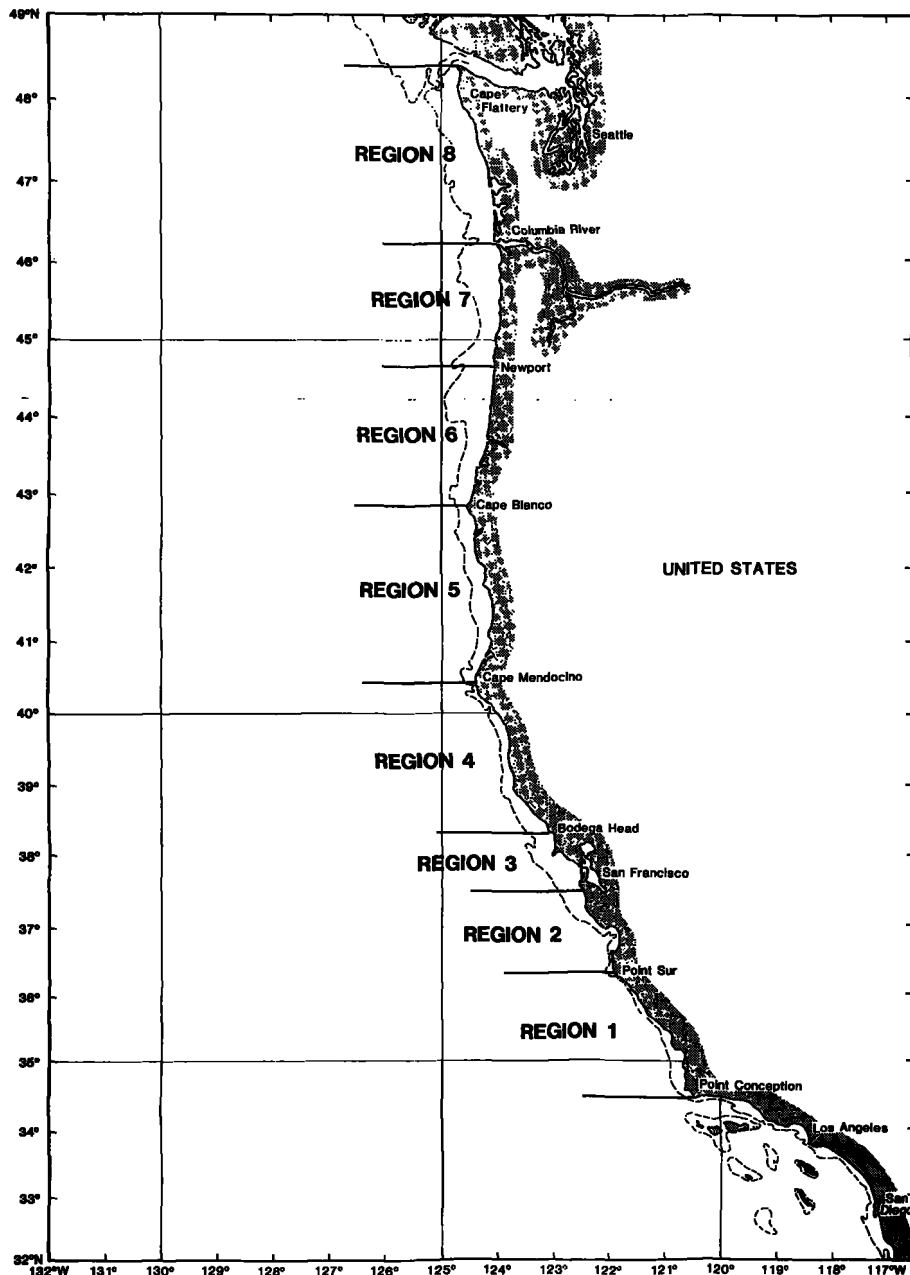 49°
48°
Cape
Flattery
Seattle
REGION 8
47°
Columbia River
46°
REGION 7
45°
Newport
44°
REGION 6
43°
Cape Blanco
42°
REGION 5
UNITED STATES
41°
Cape Mendocino
40°
REGION 4
39°
Bodega Head
38°
REGION 3
San Francisco
37°
REGION 2
Point Sur
36°
REGION 1
35°
Point Conception
34°
Los Angeles
33°
San
Diego
32°N
132°W 131° 130° 129° 128° 127° 126° 125° 124° 123° 122° 121° 120° 119° 118° 117°W